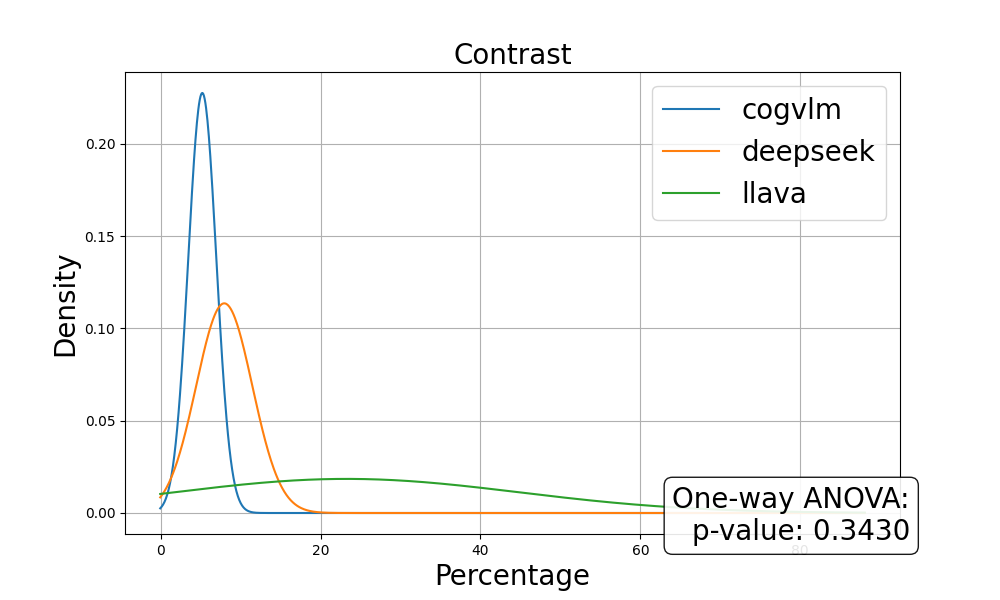 Contrast
cogvlm
deepseek
llava
Density
0.20
0.15
0.10
0.05
0.00
One-way ANOVA:
p-value: 0.3430
0 20 40 60 80
Percentage